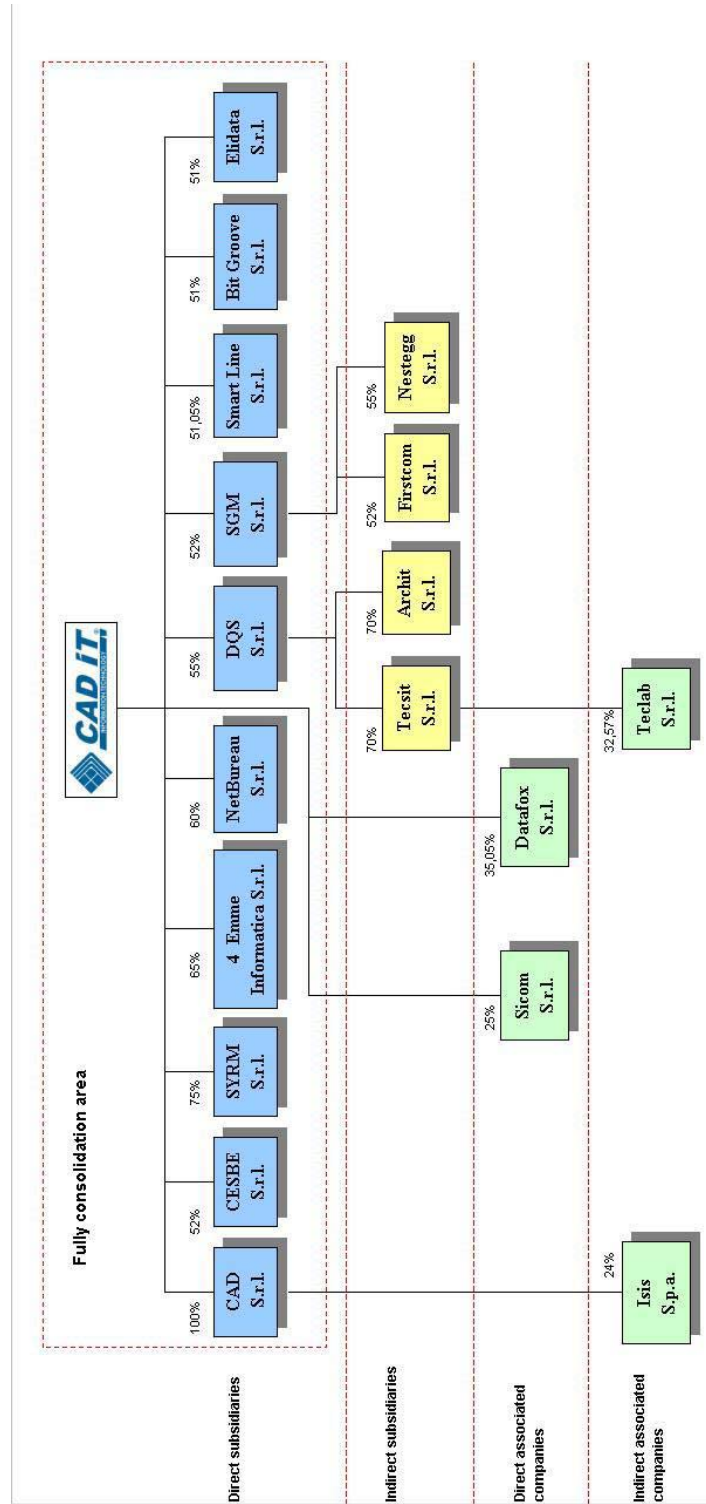 CAD iT
INFORMATION TECHNOLOGY
®
Fully consolidation area
Direct subsidiaries
100%
CAD
S.r.l.
52%
CESBE
S.r.l.
75%
SYRM
S.r.l.
65%
4 Emme
Informatica S.r.l.
60%
NetBureau
S.r.l.
55%
DQS
S.r.l.
52%
SGM
S.r.l.
51,05%
Smart Line
S.r.l.
51%
Bit Groove
S.r.l.
51%
Elidata
S.r.l.
Indirect subsidiaries
70%
Tecsit
S.r.l.
70%
Archit
S.r.l.
52%
Firstcom
S.r.l.
55%
Nestegg
S.r.l.
Direct associated
companies
25%
Sicom
S.r.l.
35,05%
Datafox
S.r.l.
Indirect associated
companies
24%
Isis
S.p.a.
32,57%
Teclab
S.r.l.